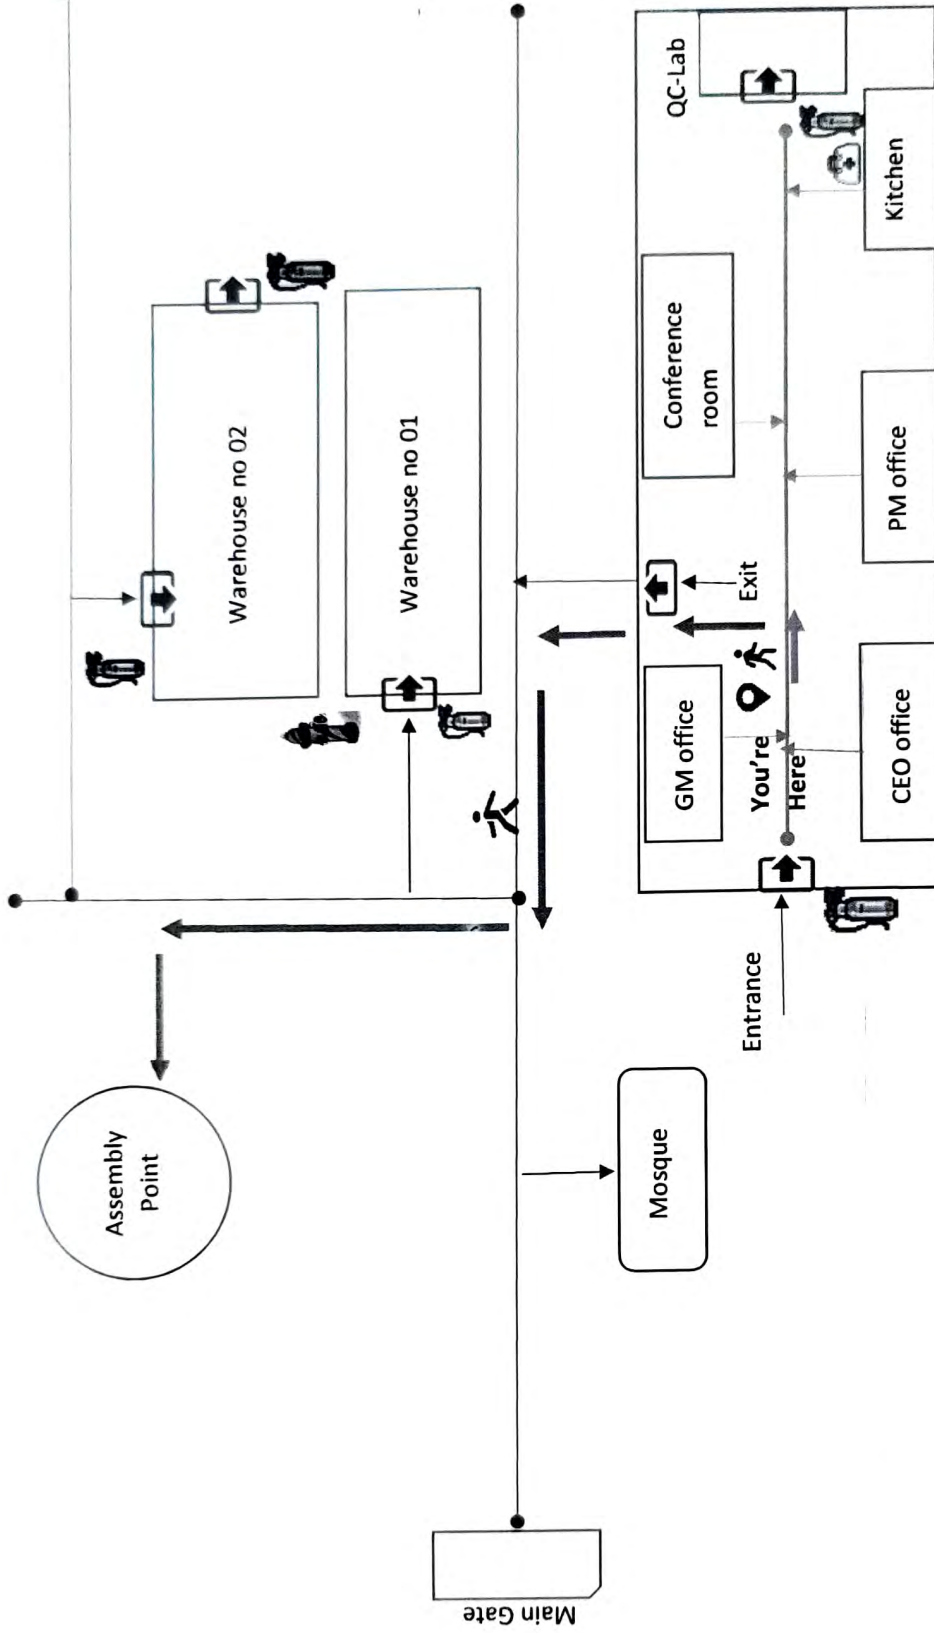 Main Gate
Assembly
Point
Mosque
Warehouse no 02
Warehouse no 01
Entrance
GM office
You're
Here
CEO office
Exit
Conference
room
PM office
QC-Lab
Kitchen